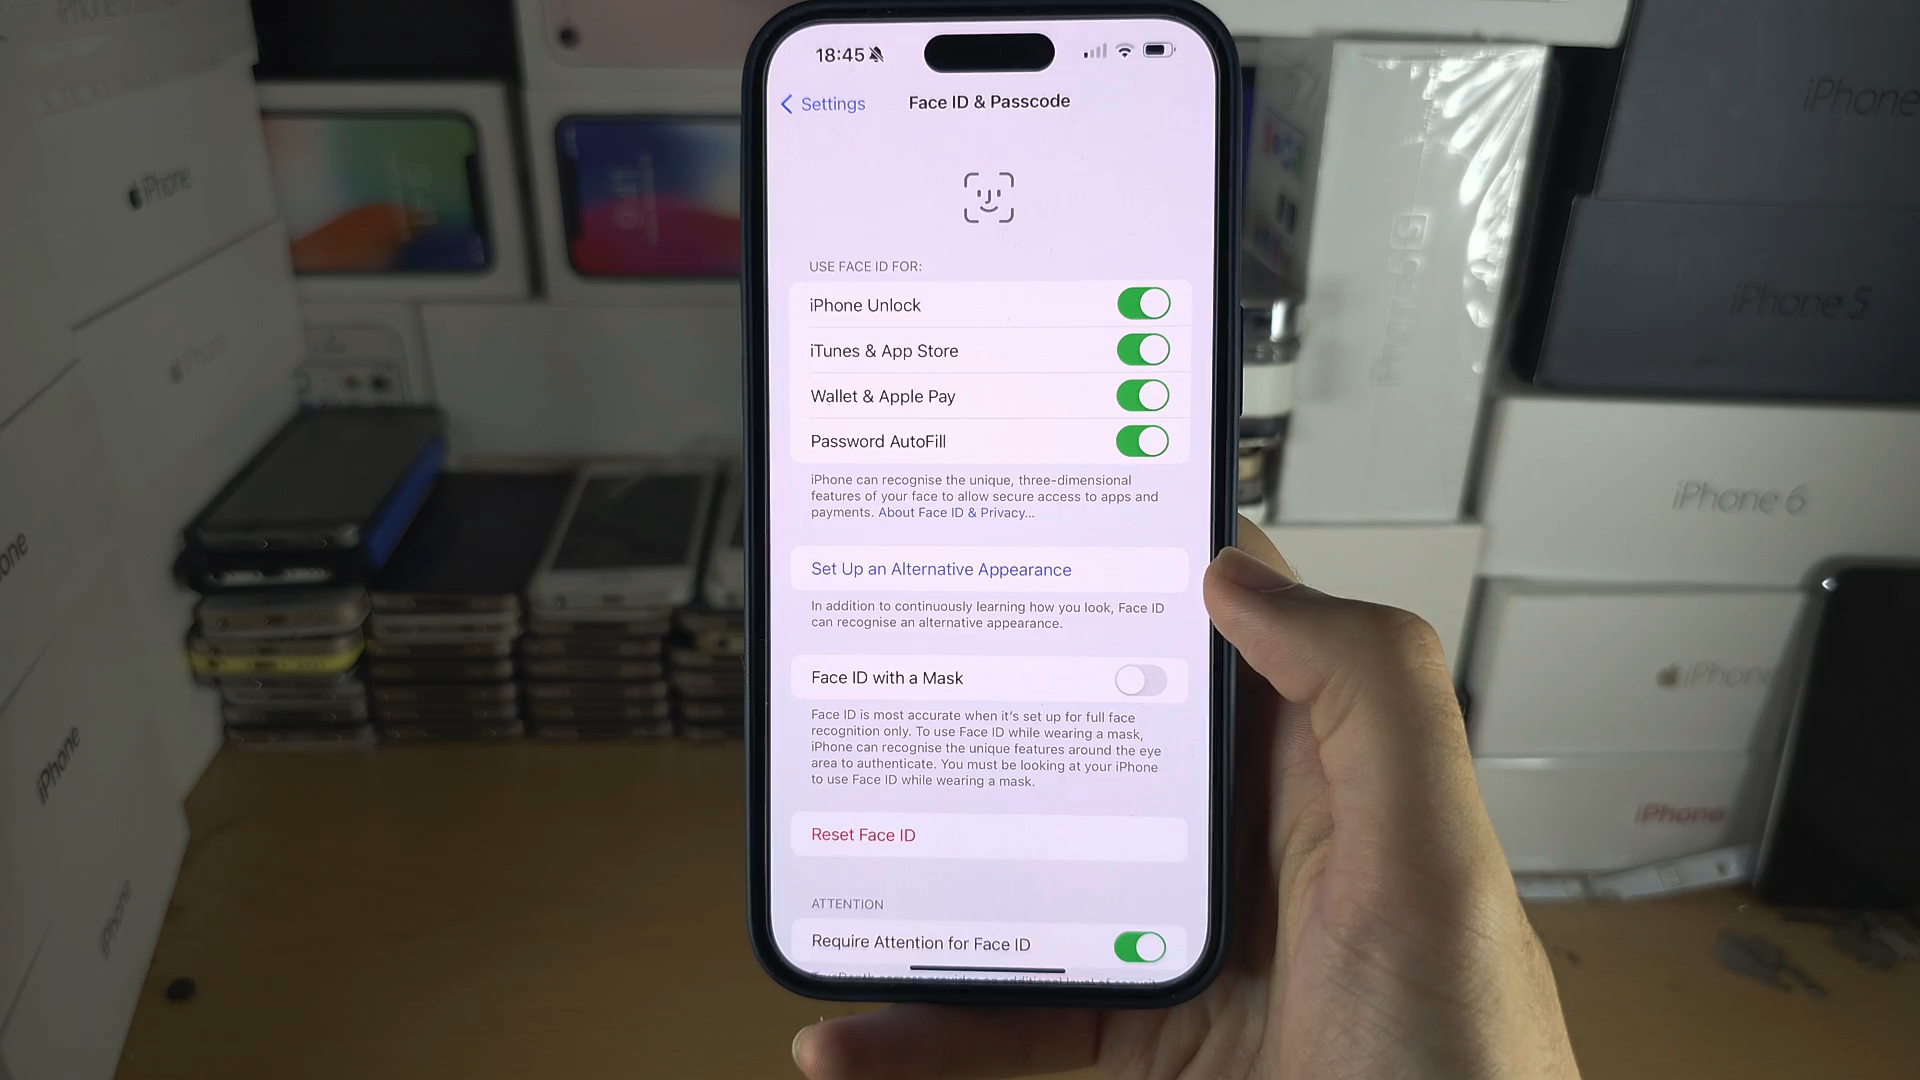 18:45
Settings
Face ID & Passcode
USE FACE ID FOR:
iPhone Unlock
iTunes & App Store
Wallet & Apple Pay
Password AutoFill
iPhone can recognise the unique, three-dimensional
features of your face to allow secure access to apps and
payments. About Face ID & Privacy...
Set Up an Alternative Appearance
In addition to continuously learning how you look, Face ID
can recognise an alternative appearance.
Face ID with a Mask
Face ID is most accurate when it's set up for full face
recognition only. To use Face ID while wearing a mask,
iPhone can recognise the unique features around the eye
area to authenticate. You must be looking at your iPhone
to use Face ID while wearing a mask.
Reset Face ID
ATTENTION
Require Attention for Face ID
iPhone
iPhone
iPhone
iPhone
iPhone
iPhone 5
iPhone 6
iPhone
iPhone